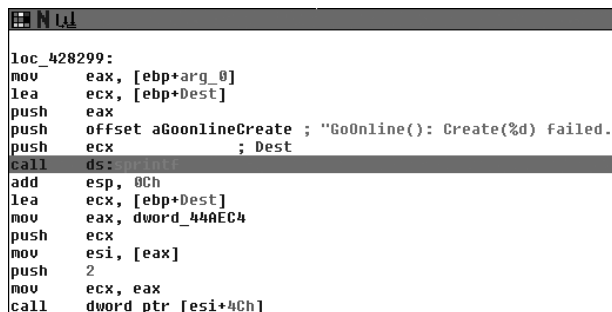 loc_428299:
mov eax, [ebp+arg_0]
lea ecx, [ebp+Dest]
push eax
push offset aGoonlineCreate ; "GoOnline(): Create(%d) failed.
push ecx ; Dest
call ds:sprintf
add esp, 0Ch
lea ecx, [ebp+Dest]
mov eax, dword_44AEC4
push ecx
mov esi, [eax]
push 2
mov ecx, eax
call dword ptr [esi+4Ch]